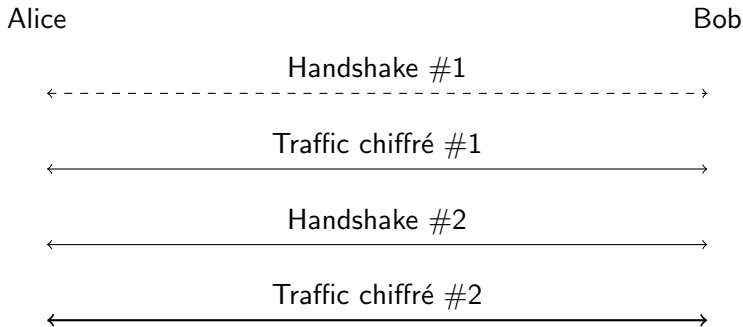 Alice Bob
Handshake #1
Traffic chiffré #1
Handshake #2
Traffic chiffré #2